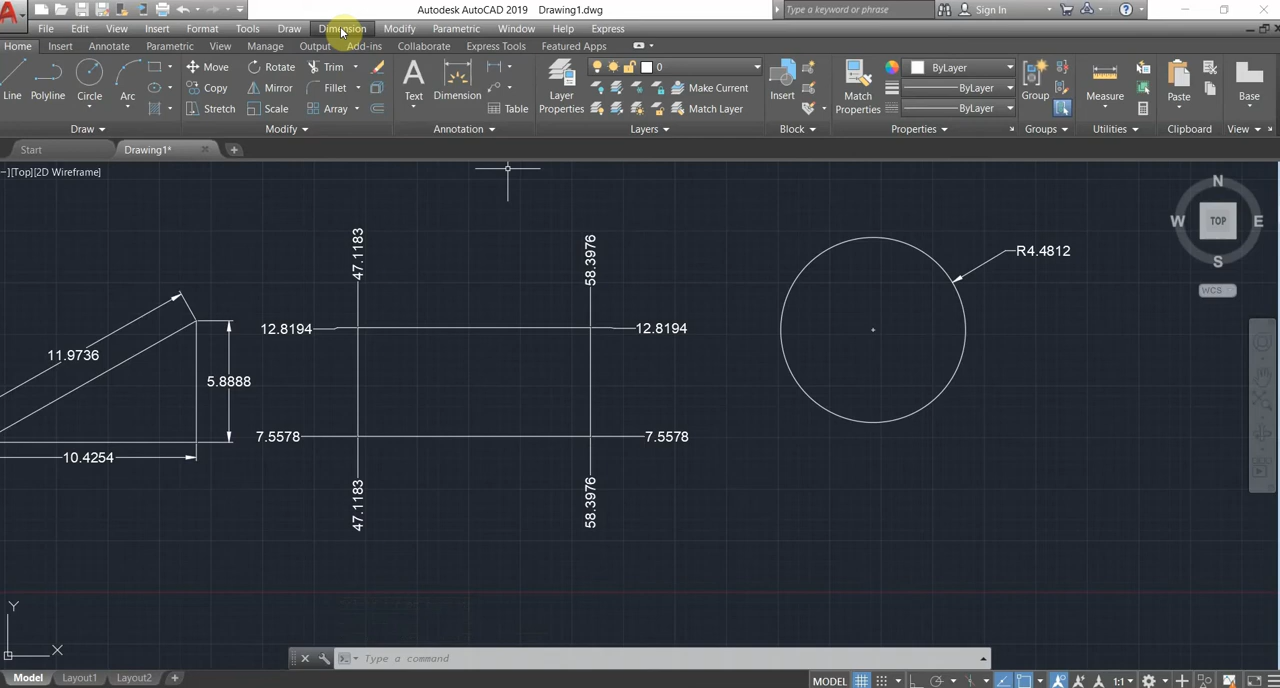 Autodesk AutoCAD 2019 Drawing1.dwg
Type a keyword or phrase
Sign In
File Edit View Insert Format Tools Draw Dimension Modify Parametric Window Help Express
Home Insert Annotate Parametric View Manage Output Add-ins Collaborate Express Tools Featured Apps
Line Polyline Circle Arc
Move Rotate Trim
Copy Mirror Fillet
Stretch Scale Array
Text Dimension Table
Layer Properties
0
Make Current
Match Layer
Insert
Match Properties
ByLayer
ByLayer
ByLayer
Group
Measure
Paste
Base
Draw Modify Annotation Layers Block Properties Groups Utilities Clipboard View
Start Drawing1*
–][Top][2D Wireframe]
N
W TOP E
S
WCS
47.1183
58.3976
R4.4812
12.8194
12.8194
11.9736
5.8888
7.5578
7.5578
10.4254
47.1183
58.3976
Y
X
Type a command
Model Layout1 Layout2
MODEL
1:1